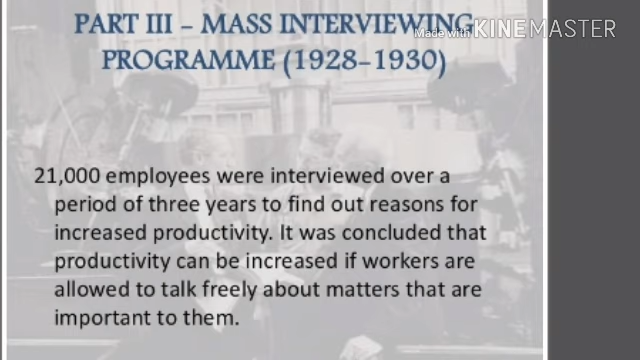 PART III – MASS INTERVIEWING
Made with KINEMASTER
PROGRAMME (1928–1930)
21,000 employees were interviewed over a
period of three years to find out reasons for
increased productivity. It was concluded that
productivity can be increased if workers are
allowed to talk freely about matters that are
important to them.